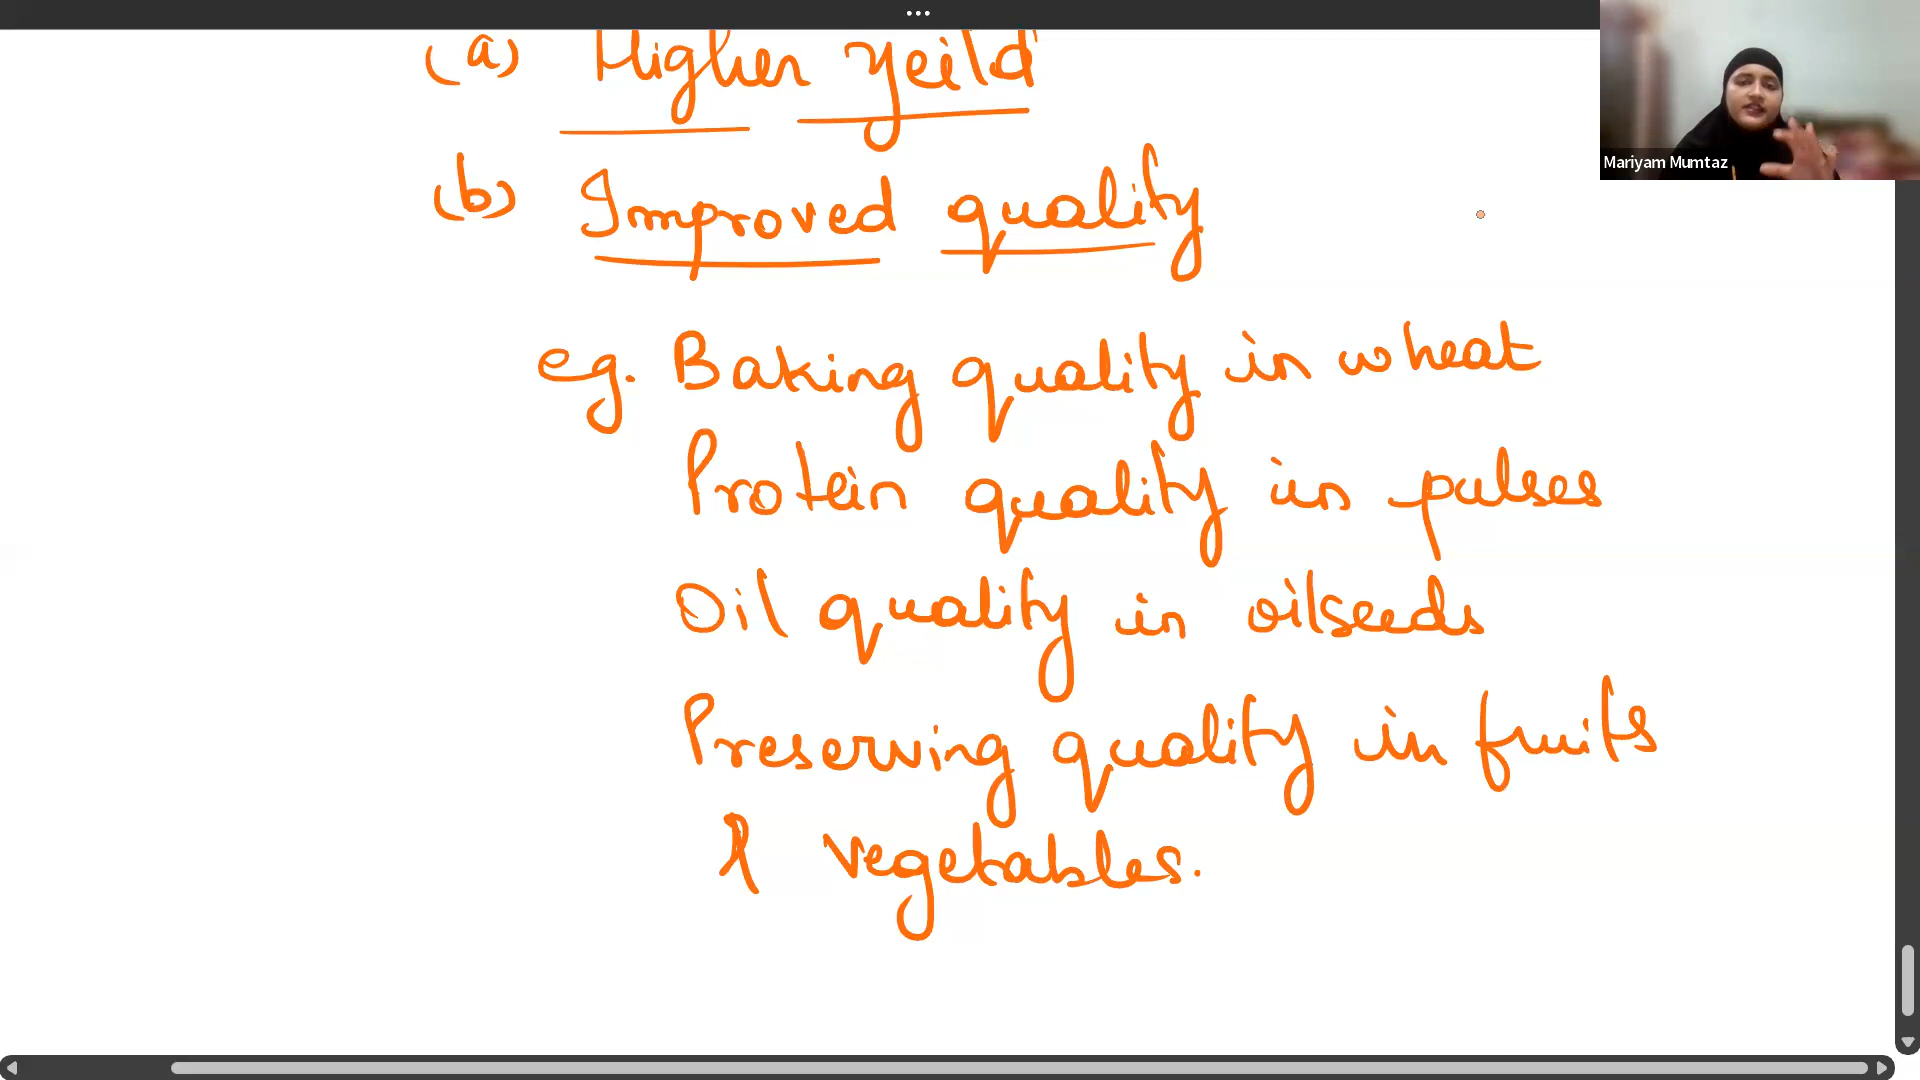 (a) Higher yeild
(b) Improved quality
Mariyam Mumtaz
eg. Baking quality in wheat
Protein quality in pulses
Oil quality in oilseeds
Preserving quality in fruits
& vegetables.